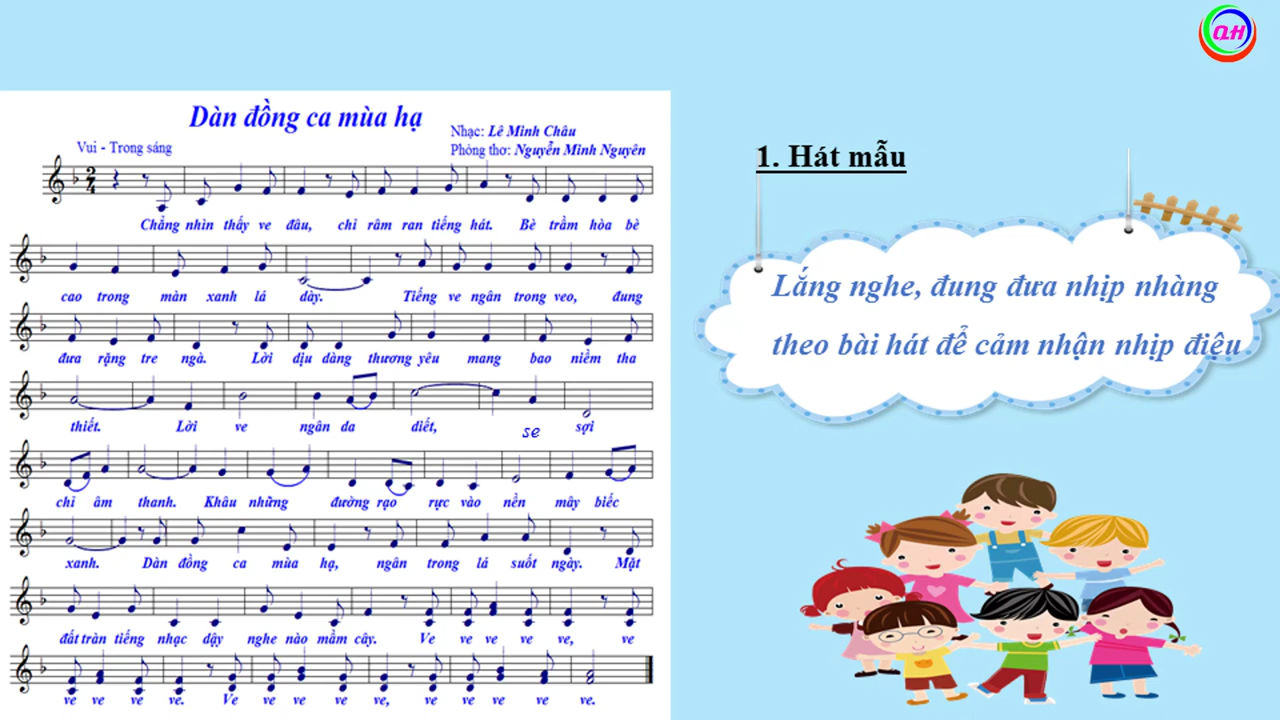 QH
Dàn đồng ca mùa hạ
Nhạc: Lê Minh Châu
Vui - Trong sáng
Phỏng thơ: Nguyễn Minh Nguyên
2
4
Chẳng nhìn thấy ve đâu, chỉ râm ran tiếng hát. Bè trầm hòa bè
cao trong màn xanh lá dày. Tiếng ve ngân trong veo, đung
đưa rặng tre ngà. Lời dịu dàng thương yêu mang bao niềm tha
thiết. Lời ve ngân da diết, se sợi
chỉ âm thanh. Khâu những đường rạo rực vào nền mây biếc
xanh. Dàn đồng ca mùa hạ, ngân trong lá suốt ngày. Mặt
đất tràn tiếng nhạc dậy nghe nào mầm cây. Ve ve ve ve ve, ve
ve ve ve ve. Ve ve ve ve ve, ve ve ve ve ve.
1. Hát mẫu
Lắng nghe, đung đưa nhịp nhàng
theo bài hát để cảm nhận nhịp điệu